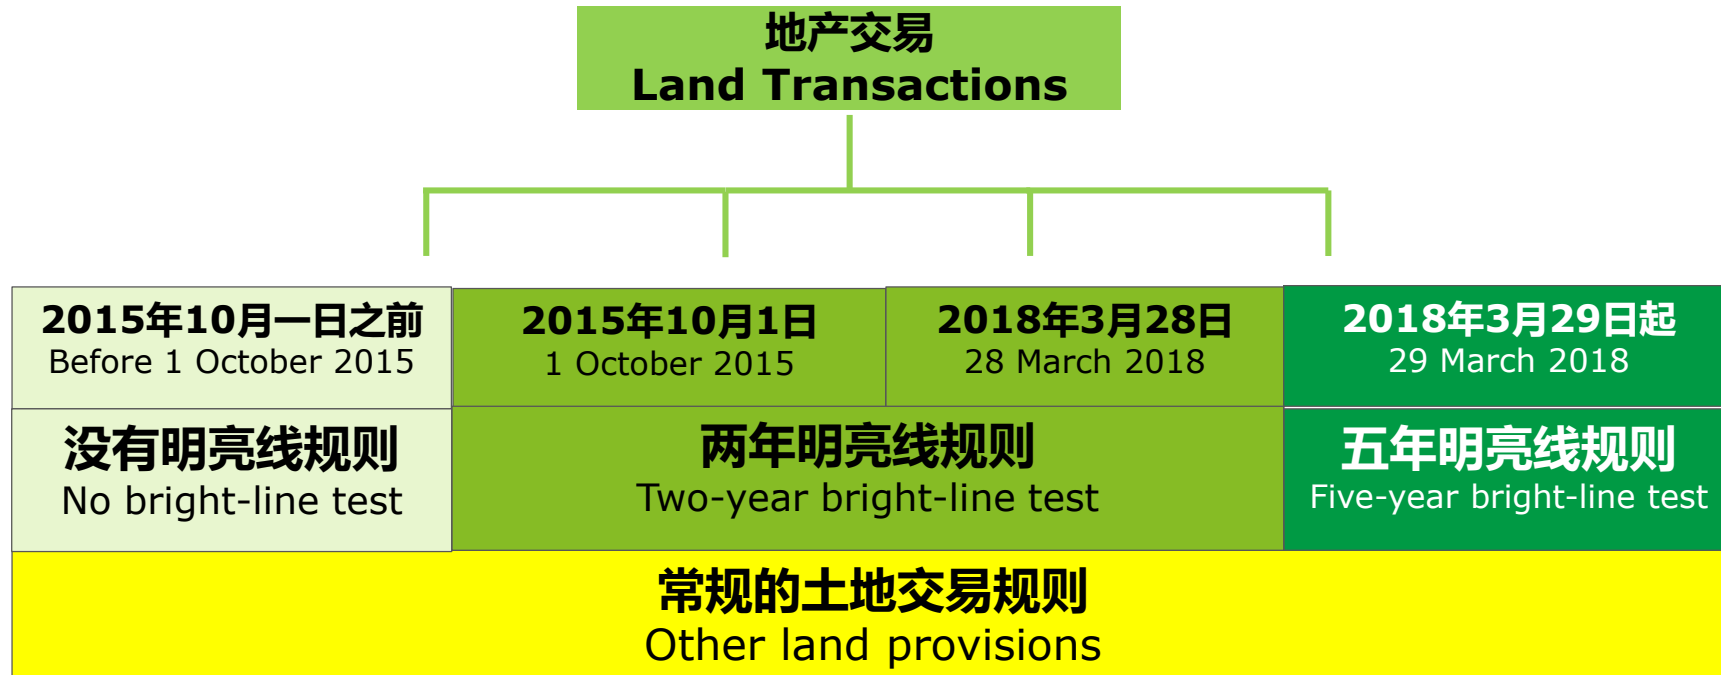 地产交易
Land Transactions
2015年10月一日之前
Before 1 October 2015
2015年10月1日
1 October 2015
2018年3月28日
28 March 2018
2018年3月29日起
29 March 2018
没有明亮线规则
No bright-line test
两年明亮线规则
Two-year bright-line test
五年明亮线规则
Five-year bright-line test
常规的土地交易规则
Other land provisions